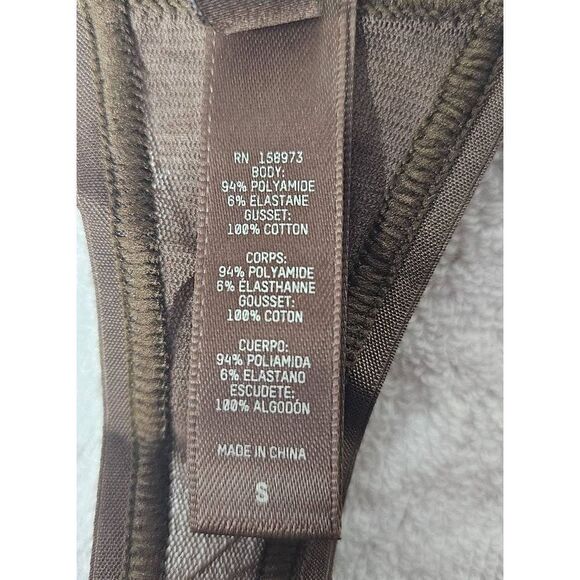 RN 158973
BODY:
94% POLYAMIDE
6% ELASTANE
GUSSET:
100% COTTON
CORPS:
94% POLYAMIDE
6% ÉLASTHANNE
GOUSSET:
100% COTON
CUERPO:
94% POLIAMIDA
6% ELASTANO
ESCUDETE:
100% ALGODÓN
MADE IN CHINA
S